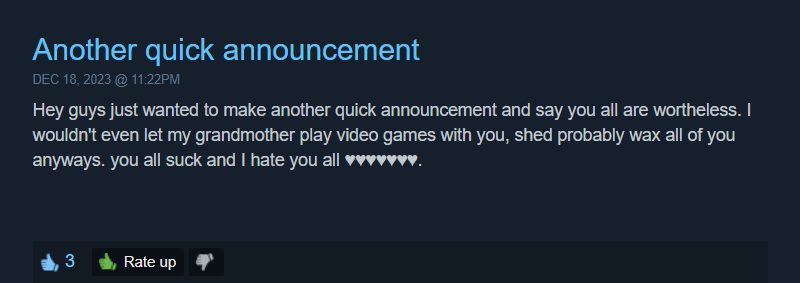 Another quick announcement
DEC 18, 2023 @ 11:22PM
Hey guys just wanted to make another quick announcement and say you all are wortheless. I
wouldn't even let my grandmother play video games with you, shed probably wax all of you
anyways. you all suck and I hate you all ♥♥♥♥♥♥♥.
3 Rate up